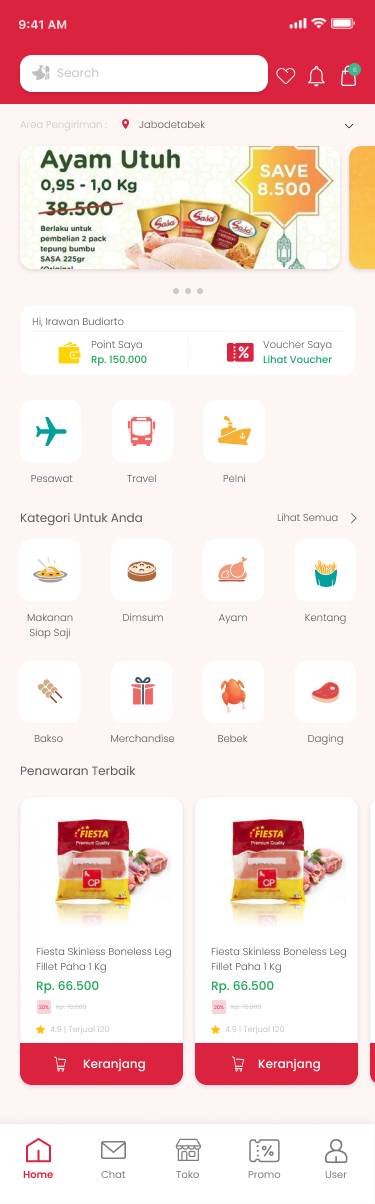 9:41 AM
Search
6
Area Pengiriman :
Jabodetabek
Ayam Utuh
0,95 - 1,0 Kg
38.500
Berlaku untuk
pembelian 2 pack
tepung bumbu
SASA 225gr
(Original
Sasa
Sasa
Sasa
SAVE
8.500
Hi, Irawan Budiarto
Point Saya
Rp. 150.000
Voucher Saya
Lihat Voucher
Pesawat
Travel
Pelni
Kategori Untuk Anda
Lihat Semua
Makanan
Siap Saji
Dimsum
Ayam
Kentang
Bakso
Merchandise
Bebek
Daging
Penawaran Terbaik
FIESTA
Premium Quality
CP
Fiesta Skinless Boneless Leg
Fillet Paha 1 Kg
Rp. 66.500
20%
Rp. 78.000
4.9 | Terjual 120
Keranjang
FIESTA
Premium Quality
CP
Fiesta Skinless Boneless Leg
Fillet Paha 1 Kg
Rp. 66.500
20%
Rp. 78.000
4.9 | Terjual 120
Keranjang
Home
Chat
Toko
Promo
User